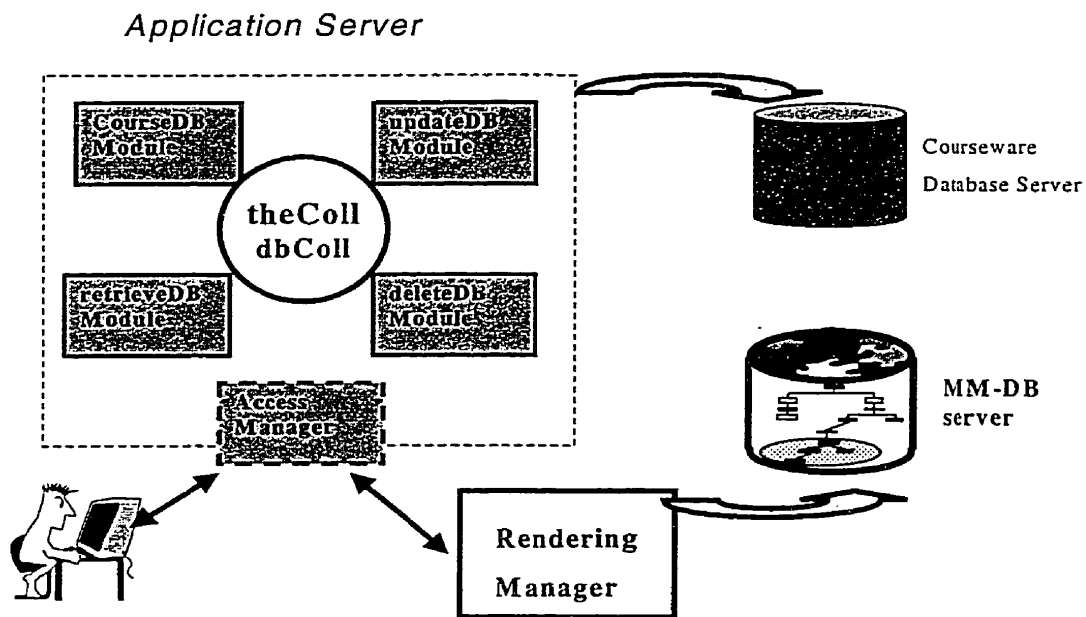 Application Server
CourseDB
Module
updateDB
Module
theColl
dbColl
retrieveDB
Module
deleteDB
Module
Access
Manager
Courseware
Database Server
MM-DB
server
Rendering
Manager